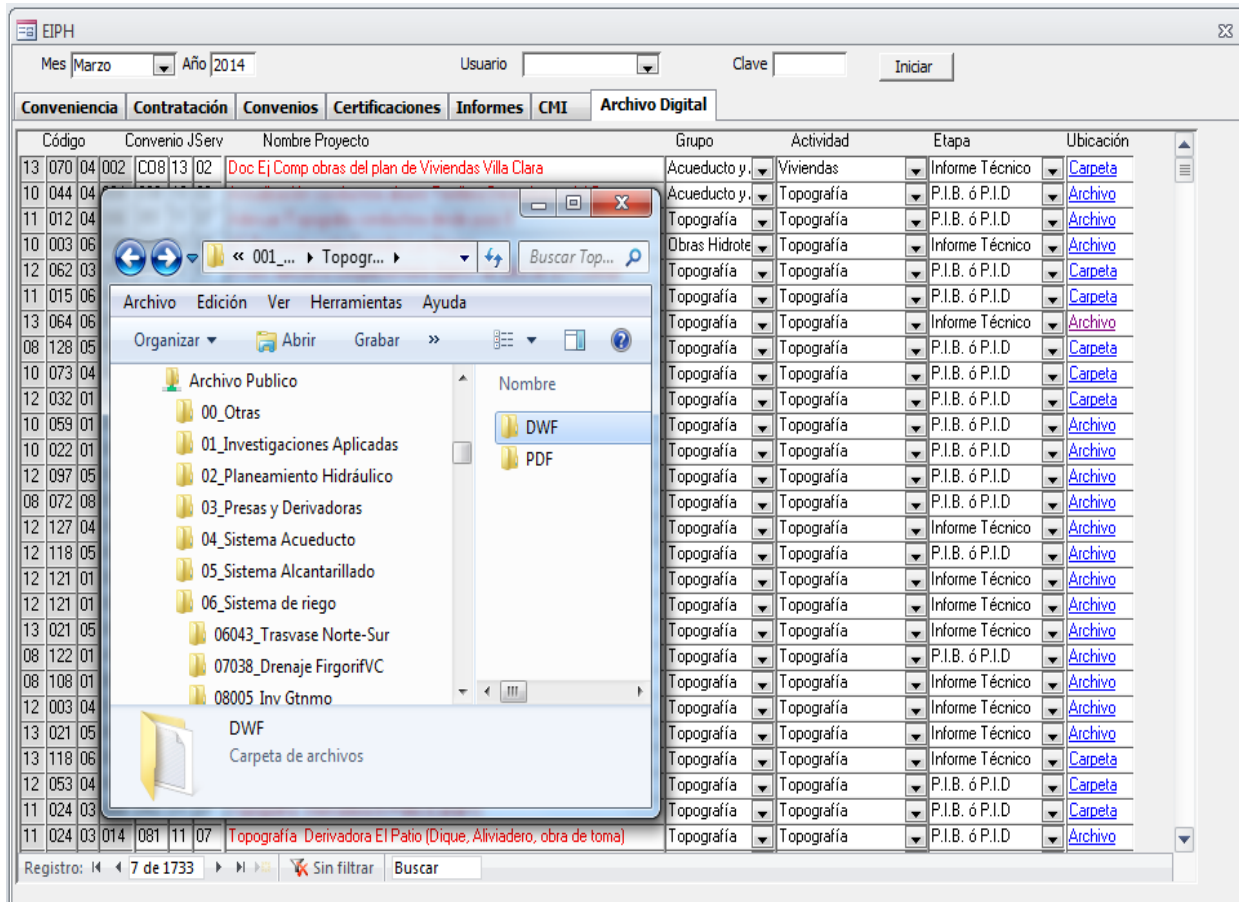 EIPH
Mes Marzo Año 2014 Usuario Clave Iniciar
Conveniencia Contratación Convenios Certificaciones Informes CMI Archivo Digital
Código Convenio JServ Nombre Proyecto Grupo Actividad Etapa Ubicación
13 070 04 002 CO8 13 02 Doc Ej Comp obras del plan de Viviendas Villa Clara Acueducto y. Viviendas Informe Técnico Carpeta
10 044 04 Acueducto y. Topografía P.I.B. ó P.I.D Archivo
11 012 04 Topografía Topografía P.I.B. ó P.I.D Archivo
10 003 06 Obras Hidrote Topografía Informe Técnico Archivo
12 062 03 Topografía Topografía P.I.B. ó P.I.D Carpeta
11 015 06 Topografía Topografía P.I.B. ó P.I.D Carpeta
13 064 06 Topografía Topografía Informe Técnico Archivo
08 128 05 Topografía Topografía P.I.B. ó P.I.D Carpeta
10 073 04 Topografía Topografía P.I.B. ó P.I.D Carpeta
12 032 01 Topografía Topografía P.I.B. ó P.I.D Carpeta
10 059 01 Topografía Topografía P.I.B. ó P.I.D Archivo
10 022 01 Topografía Topografía P.I.B. ó P.I.D Archivo
12 097 05 Topografía Topografía P.I.B. ó P.I.D Archivo
08 072 08 Topografía Topografía P.I.B. ó P.I.D Archivo
12 127 04 Topografía Topografía Informe Técnico Archivo
12 118 05 Topografía Topografía P.I.B. ó P.I.D Archivo
12 121 01 Topografía Topografía Informe Técnico Archivo
12 121 01 Topografía Topografía Informe Técnico Archivo
13 021 05 Topografía Topografía Informe Técnico Archivo
08 122 01 Topografía Topografía P.I.B. ó P.I.D Archivo
08 108 01 Topografía Topografía Informe Técnico Archivo
12 003 04 Topografía Topografía Informe Técnico Archivo
13 021 05 Topografía Topografía Informe Técnico Archivo
13 118 06 Topografía Topografía Informe Técnico Carpeta
12 053 04 Topografía Topografía P.I.B. ó P.I.D Archivo
11 024 03 Topografía Topografía P.I.B. ó P.I.D Carpeta
11 024 03 014 081 11 07 Topografía Derivadora El Patio (Dique, Aliviadero, obra de toma) Topografía Topografía P.I.B. ó P.I.D Archivo
Registro: 7 de 1733 Sin filtrar Buscar
« 001_... Topogr... Buscar Top...
Archivo Edición Ver Herramientas Ayuda
Organizar Abrir Grabar »
Archivo Publico
00_Otras
01_Investigaciones Aplicadas
02_Planeamiento Hidráulico
03_Presas y Derivadoras
04_Sistema Acueducto
05_Sistema Alcantarillado
06_Sistema de riego
06043_Trasvase Norte-Sur
07038_Drenaje FirgorifVC
08005_Inv Gtnmo
Nombre
DWF
PDF
DWF
Carpeta de archivos